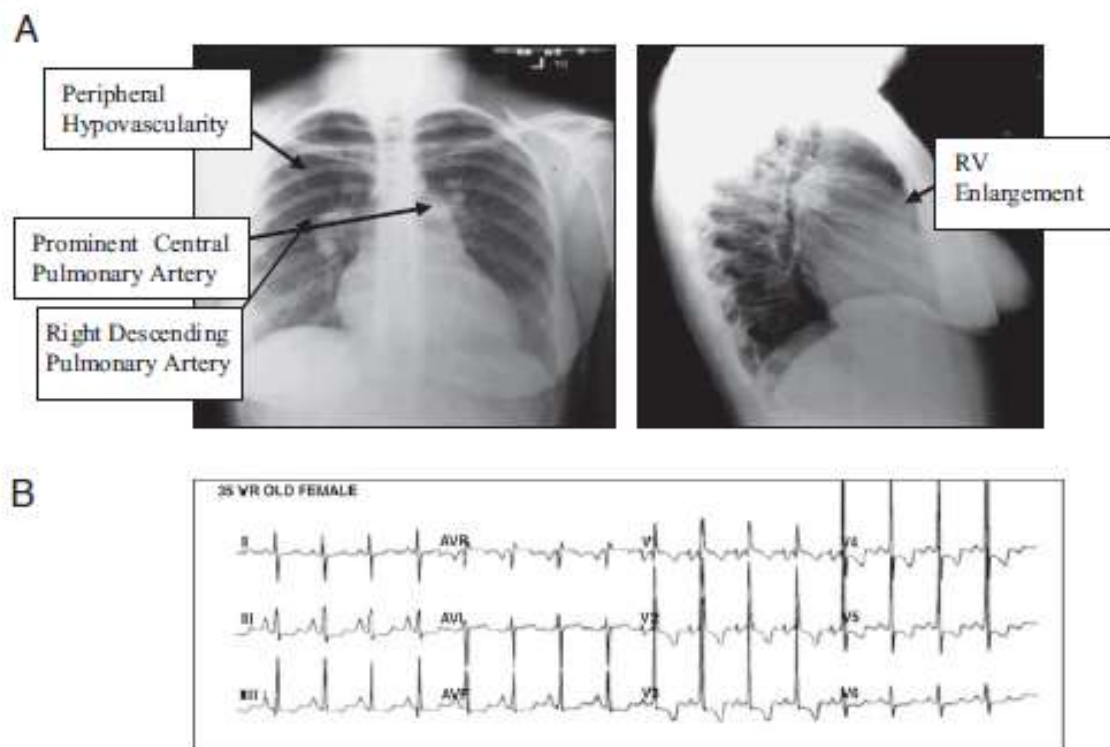 A
Peripheral
Hypovascularity
RV
Enlargement
Prominent Central
Pulmonary Artery
Right Descending
Pulmonary Artery
B
35 YR OLD FEMALE
I AVR V1 V4
II AVL V2 V5
III AVF V3 V6